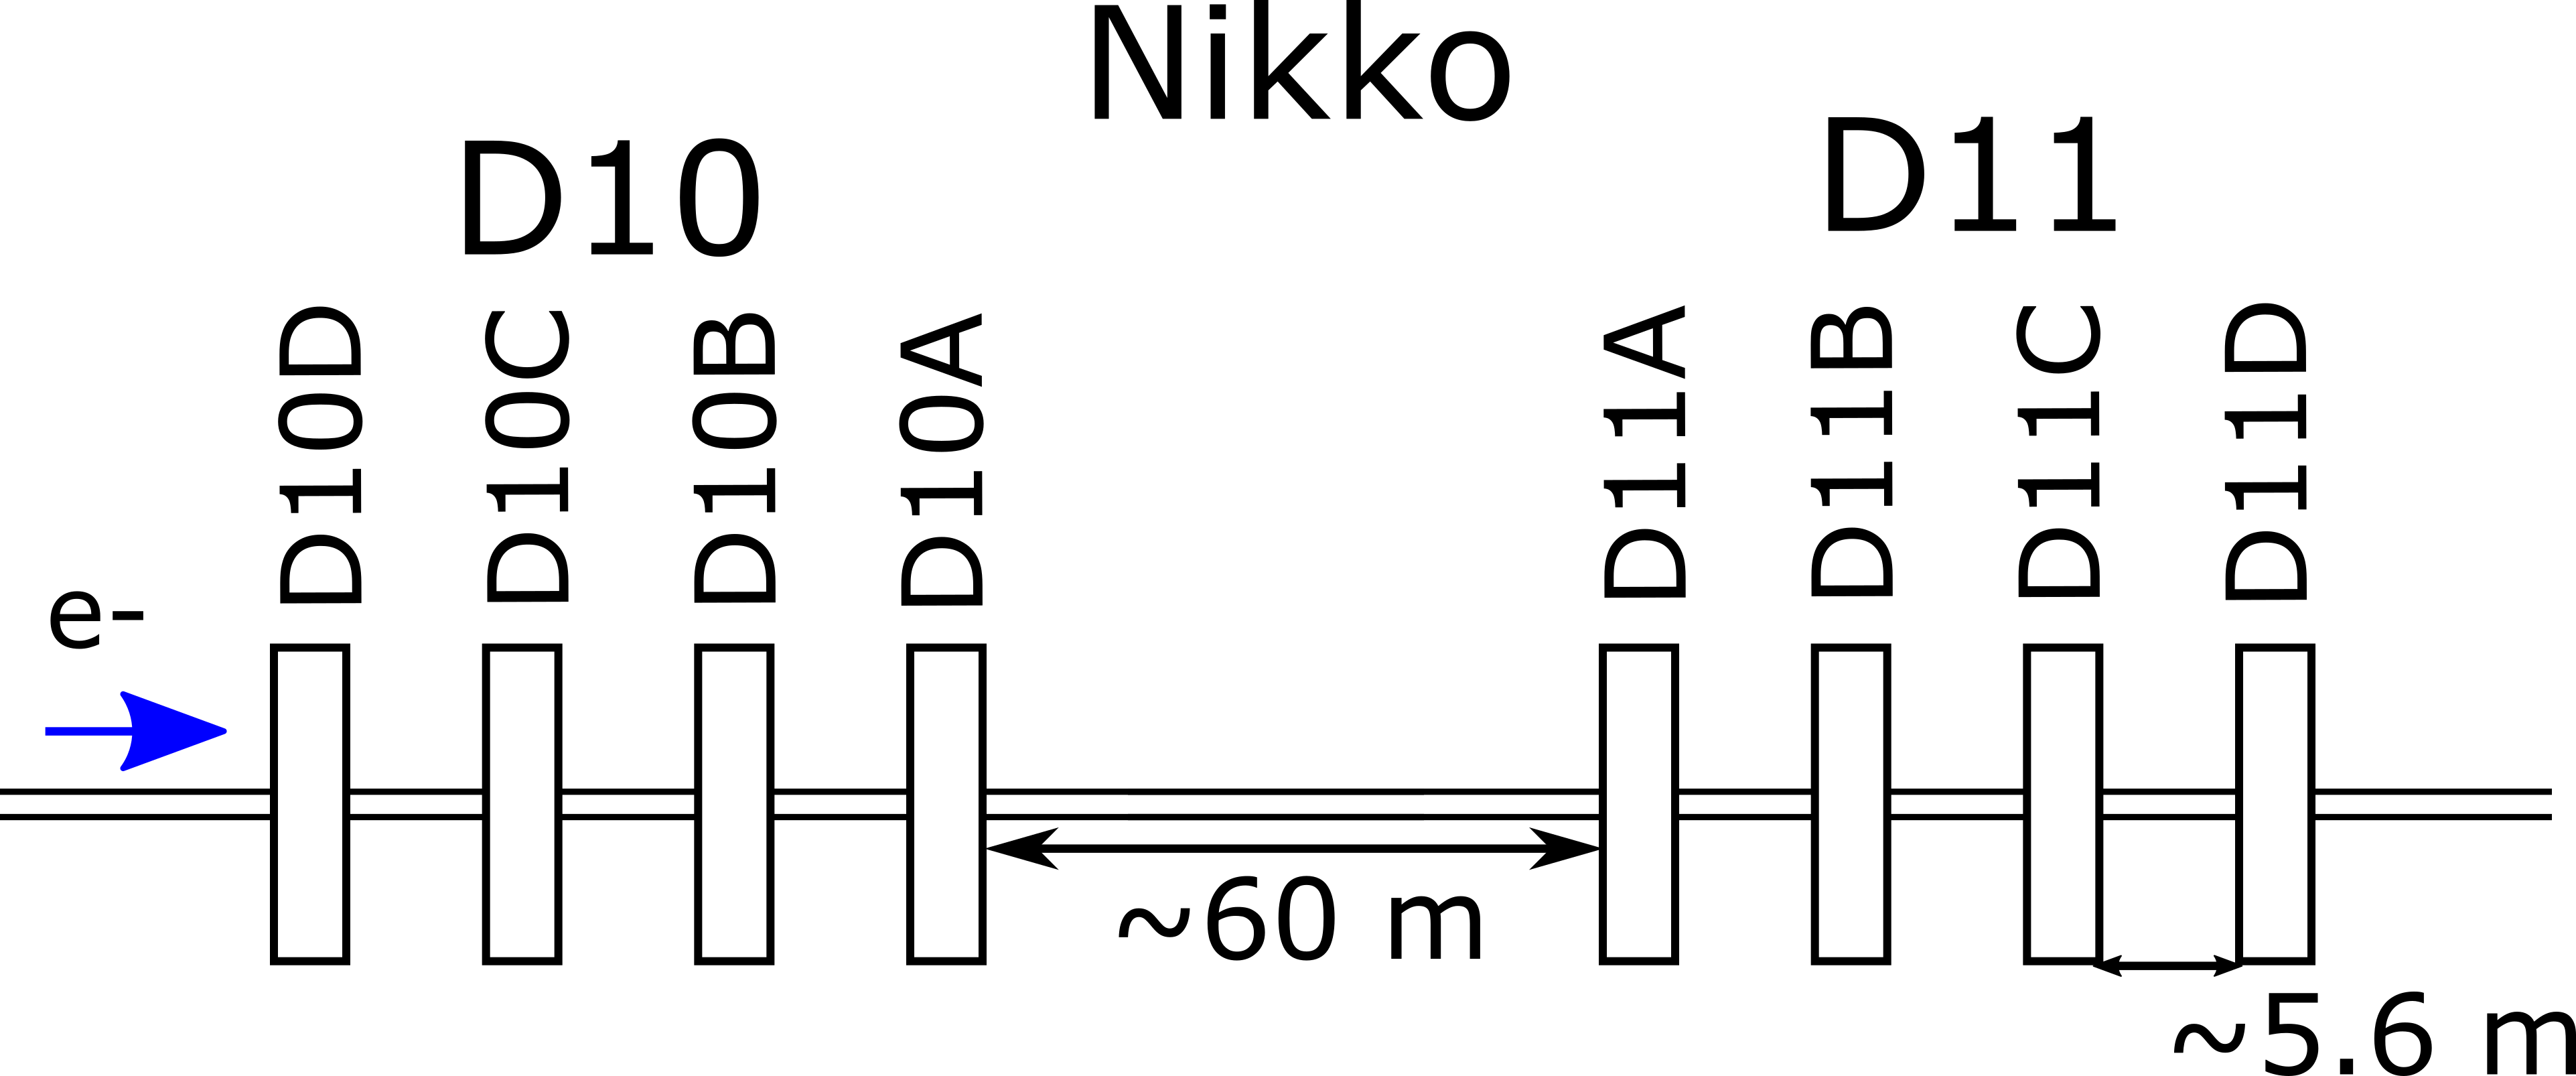 Nikko
D10
D11
D10D
D10C
D10B
D10A
D11A
D11B
D11C
D11D
e-
~60 m
~5.6 m